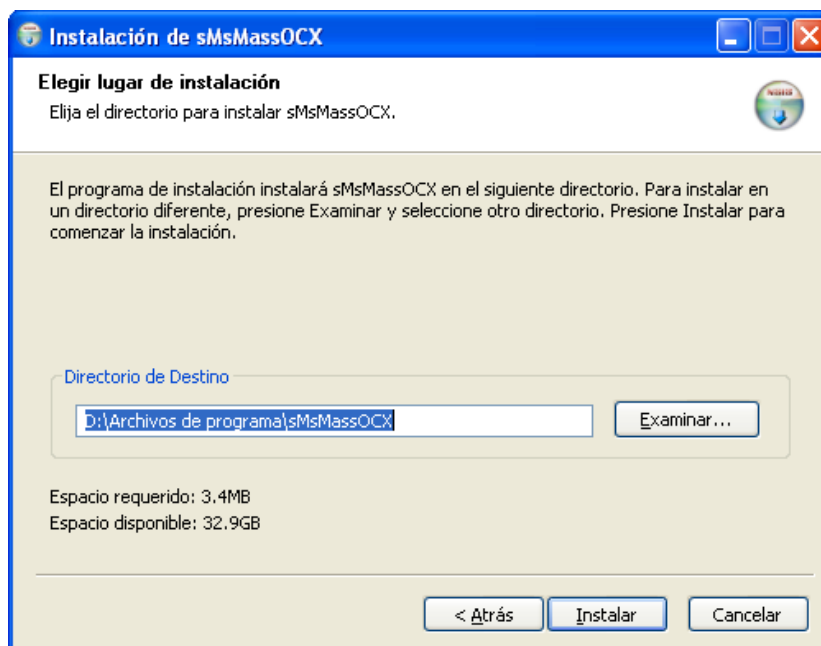 Instalación de sMsMassOCX
Elegir lugar de instalación
Elija el directorio para instalar sMsMassOCX.
El programa de instalación instalará sMsMassOCX en el siguiente directorio. Para instalar en
un directorio diferente, presione Examinar y seleccione otro directorio. Presione Instalar para
comenzar la instalación.
Directorio de Destino
D:\Archivos de programa\sMsMassOCX
Examinar...
Espacio requerido: 3.4MB
Espacio disponible: 32.9GB
< Atrás
Instalar
Cancelar